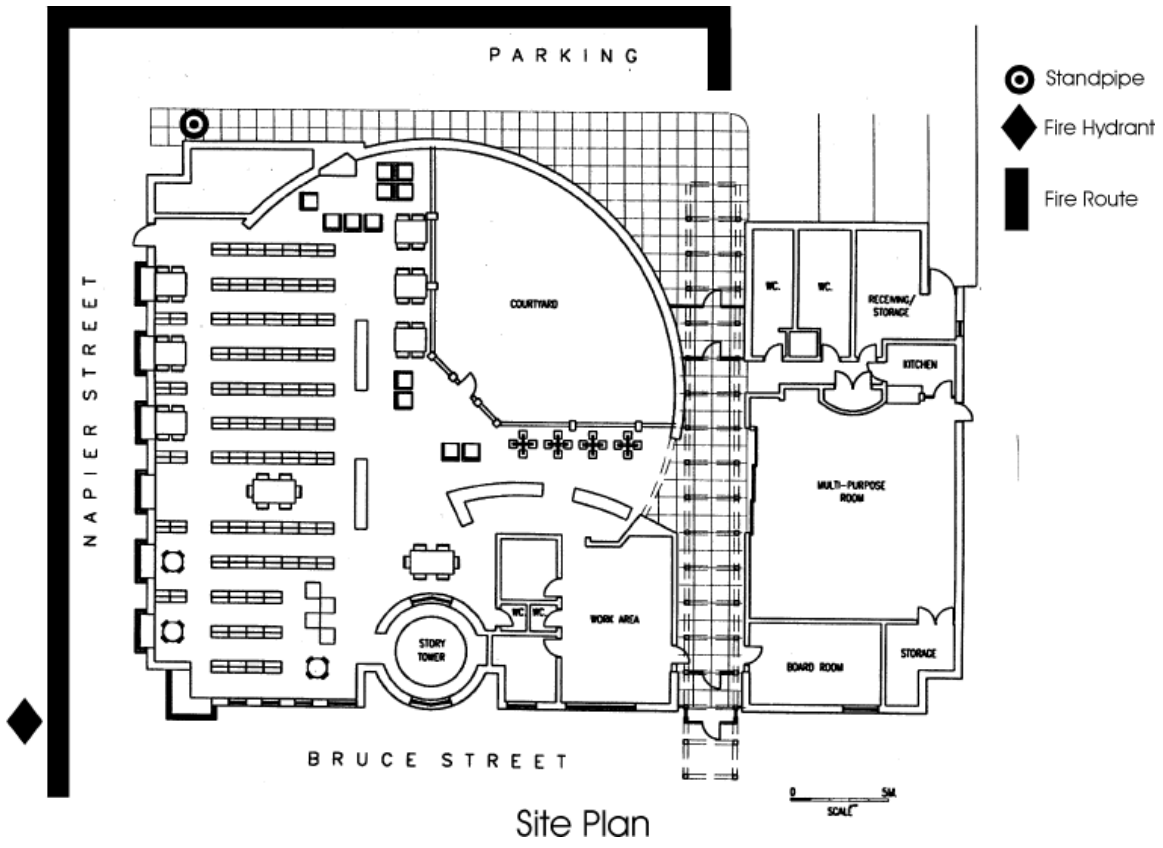 PARKING
Standpipe
Fire Hydrant
Fire Route
NAPIER STREET
COURTYARD
WC.
WC.
RECEIVING/
STORAGE
KITCHEN
MULTI-PURPOSE
ROOM
WC.
WC.
WORK AREA
STORY
TOWER
BOARD ROOM
STORAGE
BRUCE STREET
0 5M.
SCALE
Site Plan